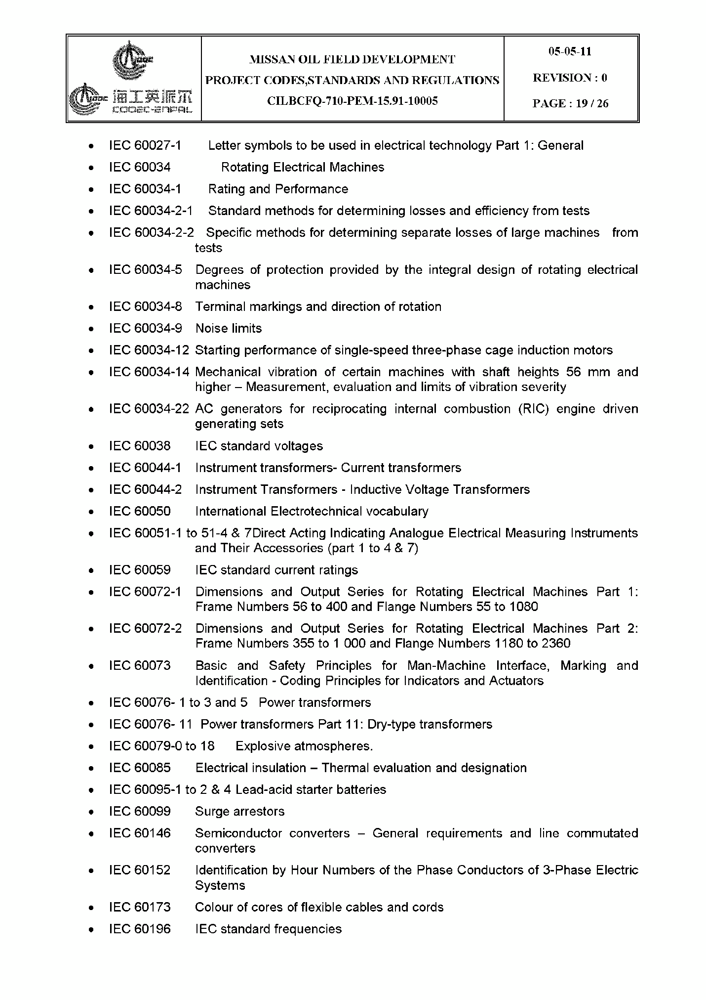 MISSAN OIL FIELD DEVELOPMENT
PROJECT CODES,STANDARDS AND REGULATIONS
CILBCFQ-710-PEM-15.91-10005
05-05-11
REVISION : 0
PAGE : 19 / 26
海工英派尔
COOEC-ENPAL
• IEC 60027-1 Letter symbols to be used in electrical technology Part 1: General
• IEC 60034 Rotating Electrical Machines
• IEC 60034-1 Rating and Performance
• IEC 60034-2-1 Standard methods for determining losses and efficiency from tests
• IEC 60034-2-2 Specific methods for determining separate losses of large machines from
tests
• IEC 60034-5 Degrees of protection provided by the integral design of rotating electrical
machines
• IEC 60034-8 Terminal markings and direction of rotation
• IEC 60034-9 Noise limits
• IEC 60034-12 Starting performance of single-speed three-phase cage induction motors
• IEC 60034-14 Mechanical vibration of certain machines with shaft heights 56 mm and
higher – Measurement, evaluation and limits of vibration severity
• IEC 60034-22 AC generators for reciprocating internal combustion (RIC) engine driven
generating sets
• IEC 60038 IEC standard voltages
• IEC 60044-1 Instrument transformers- Current transformers
• IEC 60044-2 Instrument Transformers - Inductive Voltage Transformers
• IEC 60050 International Electrotechnical vocabulary
• IEC 60051-1 to 51-4 & 7Direct Acting Indicating Analogue Electrical Measuring Instruments
and Their Accessories (part 1 to 4 & 7)
• IEC 60059 IEC standard current ratings
• IEC 60072-1 Dimensions and Output Series for Rotating Electrical Machines Part 1:
Frame Numbers 56 to 400 and Flange Numbers 55 to 1080
• IEC 60072-2 Dimensions and Output Series for Rotating Electrical Machines Part 2:
Frame Numbers 355 to 1 000 and Flange Numbers 1180 to 2360
• IEC 60073 Basic and Safety Principles for Man-Machine Interface, Marking and
Identification - Coding Principles for Indicators and Actuators
• IEC 60076- 1 to 3 and 5 Power transformers
• IEC 60076- 11 Power transformers Part 11: Dry-type transformers
• IEC 60079-0 to 18 Explosive atmospheres.
• IEC 60085 Electrical insulation – Thermal evaluation and designation
• IEC 60095-1 to 2 & 4 Lead-acid starter batteries
• IEC 60099 Surge arrestors
• IEC 60146 Semiconductor converters – General requirements and line commutated
converters
• IEC 60152 Identification by Hour Numbers of the Phase Conductors of 3-Phase Electric
Systems
• IEC 60173 Colour of cores of flexible cables and cords
• IEC 60196 IEC standard frequencies